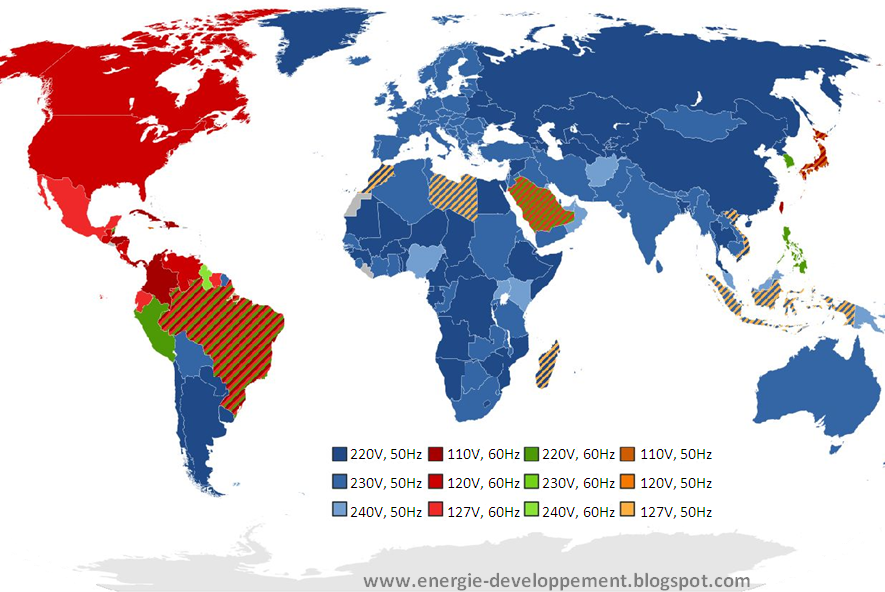 220V, 50Hz 110V, 60Hz 220V, 60Hz 110V, 50Hz
230V, 50Hz 120V, 60Hz 230V, 60Hz 120V, 50Hz
240V, 50Hz 127V, 60Hz 240V, 60Hz 127V, 50Hz
www.energie-developpement.blogspot.com